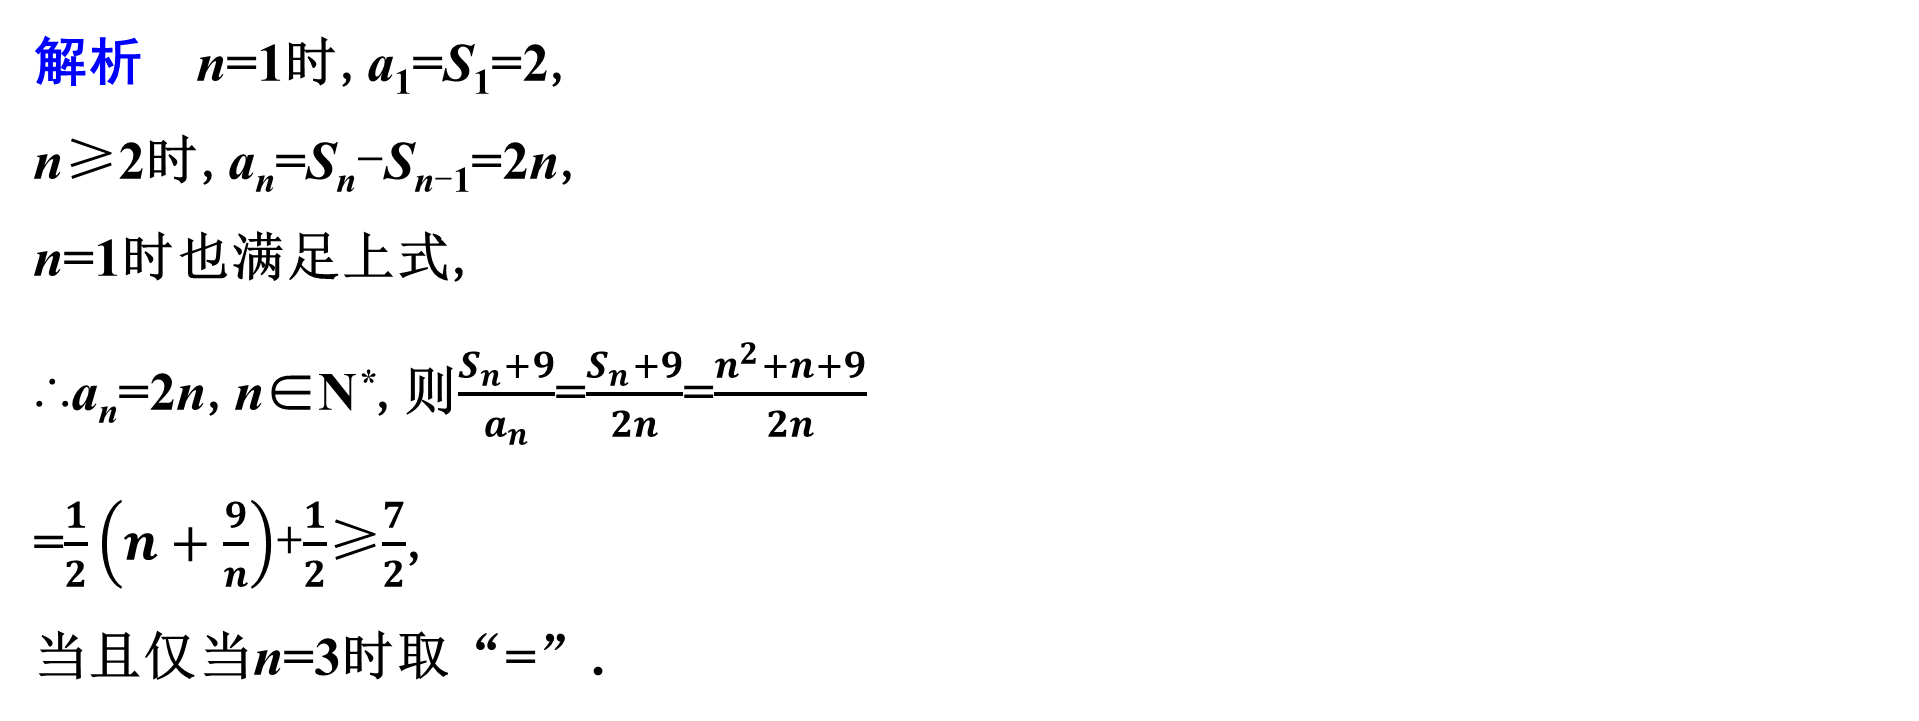 解析 n=1时, a₁=S₁=2,
n≥2时, aₙ=Sₙ−Sₙ₋₁=2n,
n=1时也满足上式,
∴aₙ=2n, n∈N*, 则(Sₙ+9)/aₙ=(Sₙ+9)/2n=(n²+n+9)/2n
=1/2(n+9/n)+1/2≥7/2,
当且仅当n=3时取“=”.